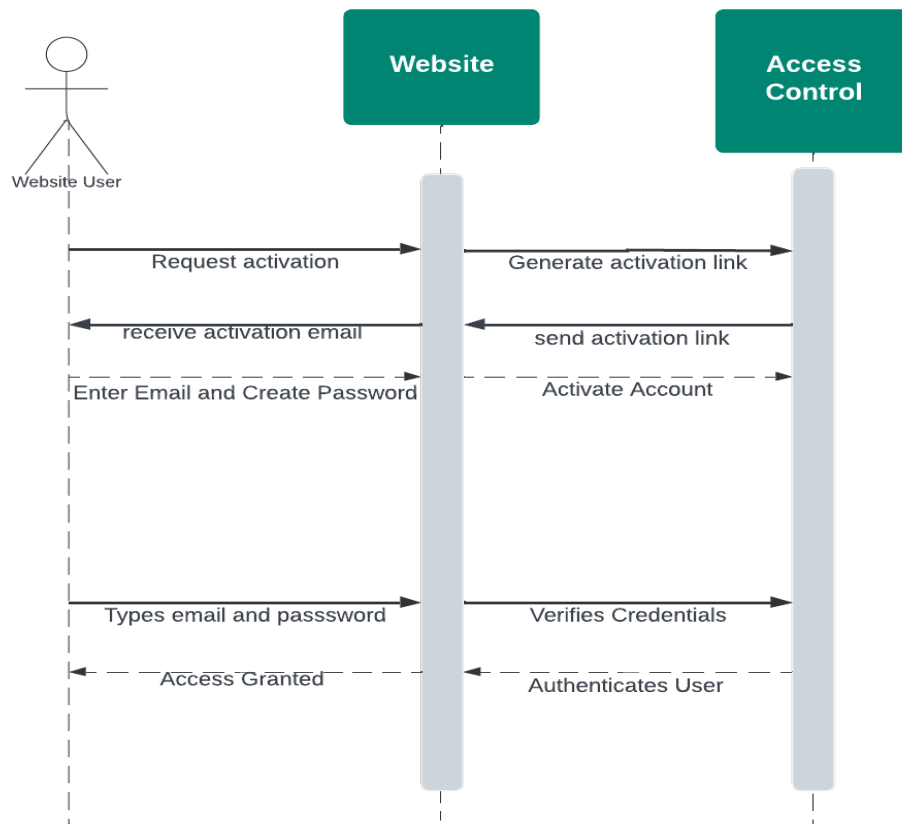 Website
Access
Control
Website User
Request activation
Generate activation link
receive activation email
send activation link
Enter Email and Create Password
Activate Account
Types email and passsword
Verifies Credentials
Access Granted
Authenticates User